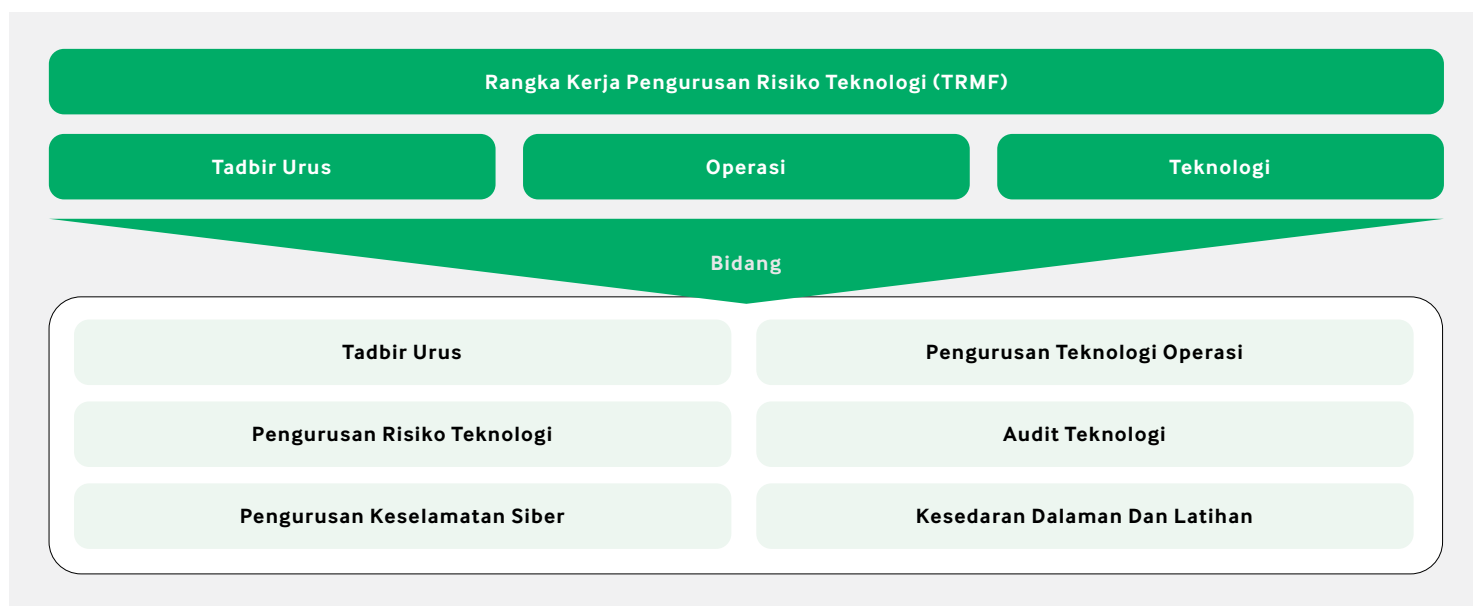 Rangka Kerja Pengurusan Risiko Teknologi (TRMF)
Tadbir Urus
Operasi
Teknologi
Bidang
Tadbir Urus
Pengurusan Teknologi Operasi
Pengurusan Risiko Teknologi
Audit Teknologi
Pengurusan Keselamatan Siber
Kesedaran Dalaman Dan Latihan